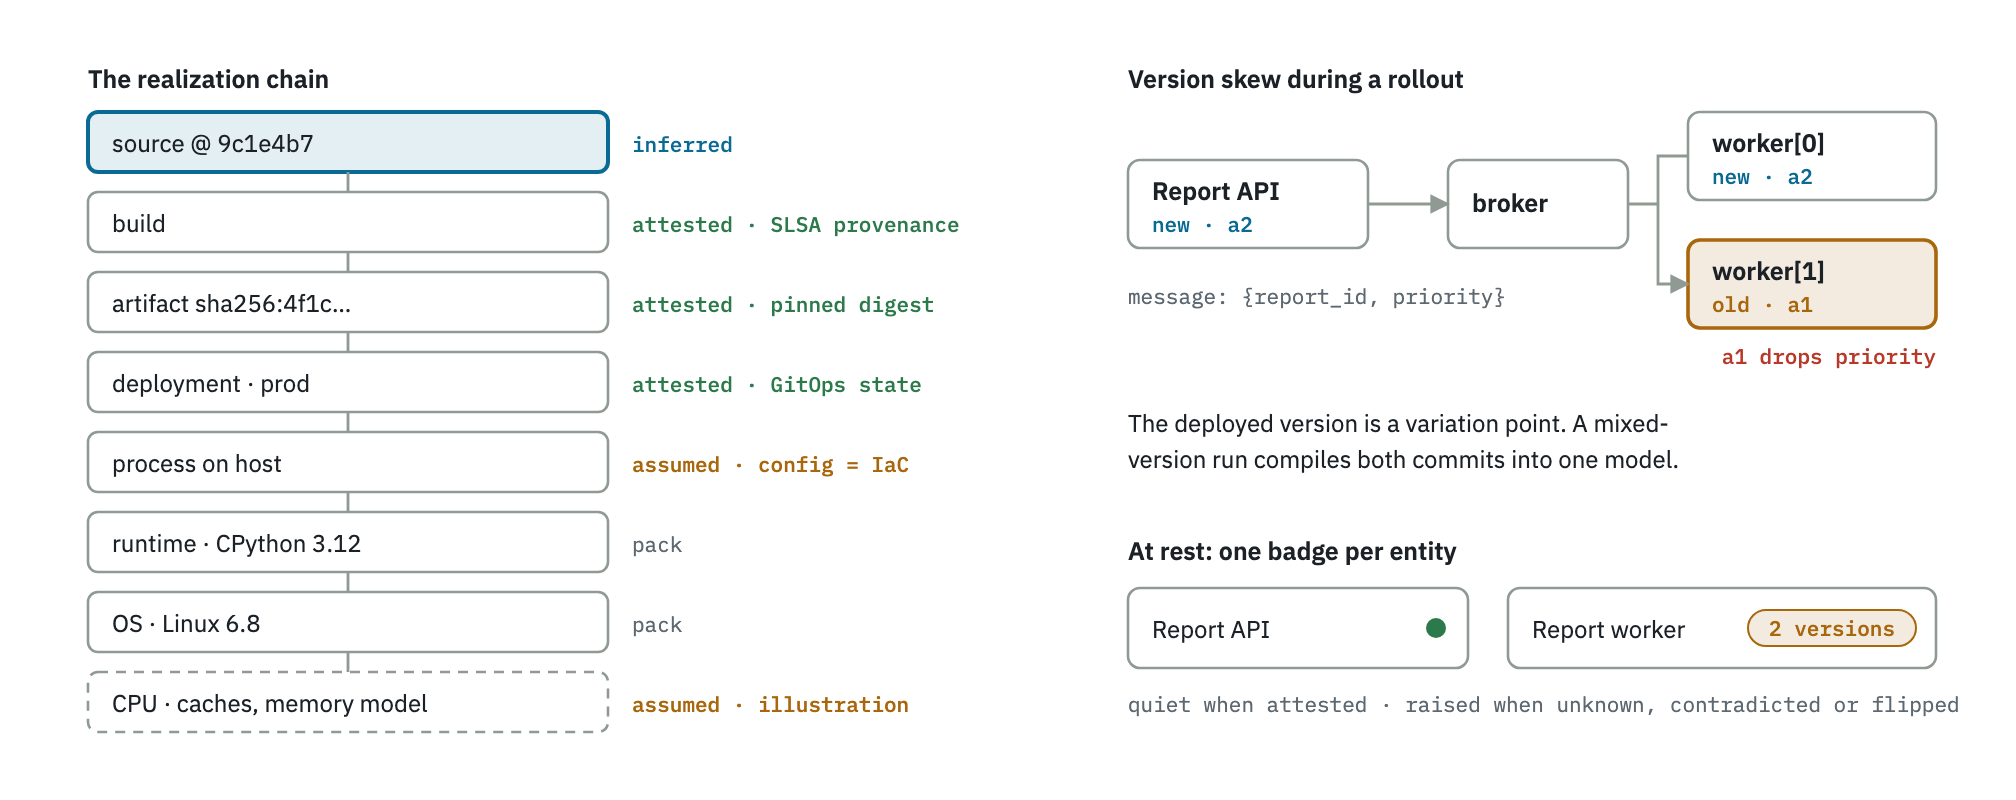 The realization chain
source @ 9c1e4b7
inferred
build
attested · SLSA provenance
artifact sha256:4f1c…
attested · pinned digest
deployment · prod
attested · GitOps state
process on host
assumed · config = IaC
runtime · CPython 3.12
pack
OS · Linux 6.8
pack
CPU · caches, memory model
assumed · illustration
Version skew during a rollout
Report API
new · a2
broker
worker[0]
new · a2
worker[1]
old · a1
message: {report_id, priority}
a1 drops priority
The deployed version is a variation point. A mixed-
version run compiles both commits into one model.
At rest: one badge per entity
Report API
Report worker
2 versions
quiet when attested · raised when unknown, contradicted or flipped